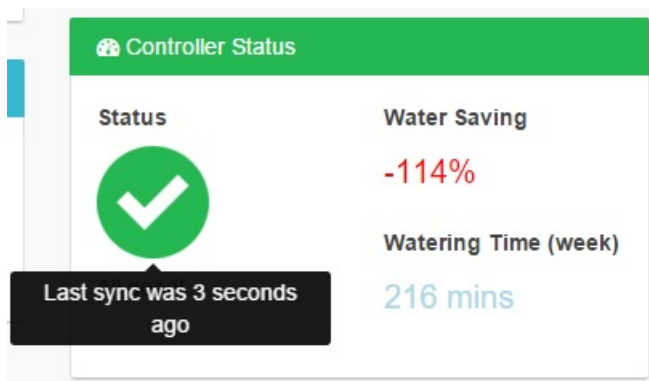 Controller Status
Status
Water Saving
-114%
Watering Time (week)
216 mins
Last sync was 3 seconds
ago